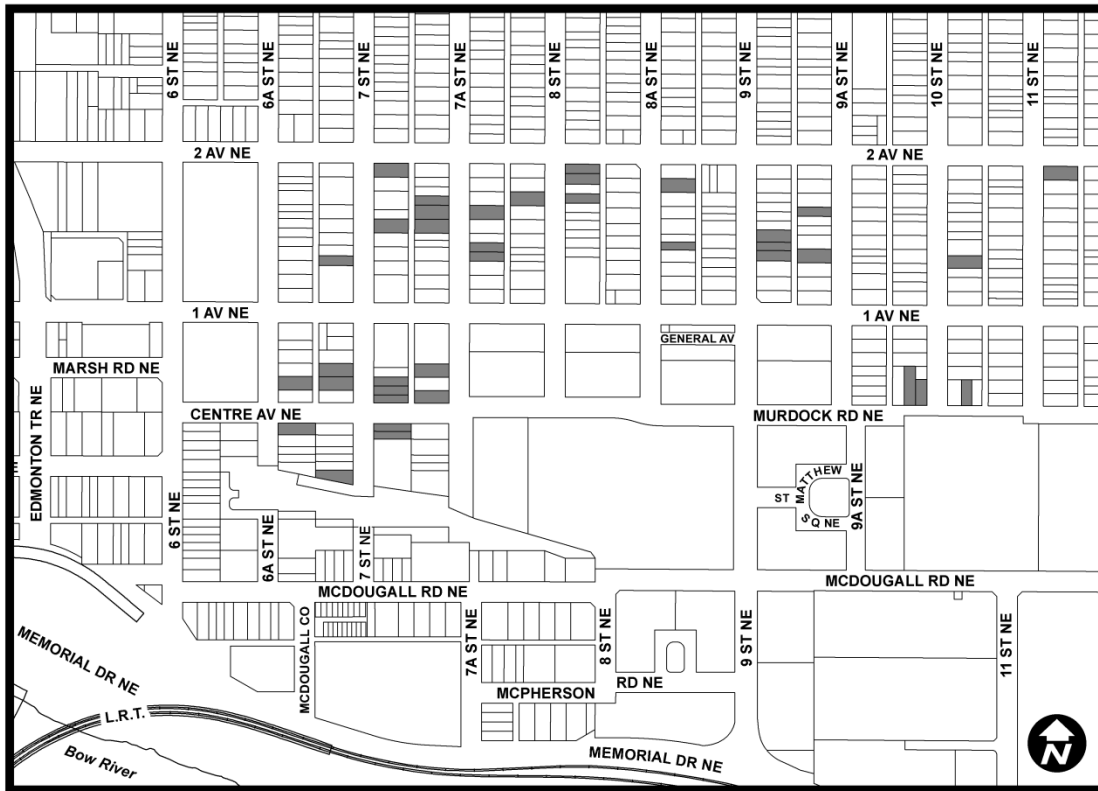 6 ST NE
6A ST NE
7 ST NE
7A ST NE
8 ST NE
8A ST NE
9 ST NE
9A ST NE
10 ST NE
11 ST NE
2 AV NE
2 AV NE
1 AV NE
1 AV NE
GENERAL AV
MARSH RD NE
EDMONTON TR NE
CENTRE AV NE
MURDOCK RD NE
MATTHEW
ST
SQ NE
9A ST NE
6 ST NE
6A ST NE
7 ST NE
MCDOUGALL RD NE
MCDOUGALL RD NE
MCDOUGALL CO
7A ST NE
8 ST NE
9 ST NE
11 ST NE
MEMORIAL DR NE
MCPHERSON RD NE
L.R.T.
Bow River
MEMORIAL DR NE
N